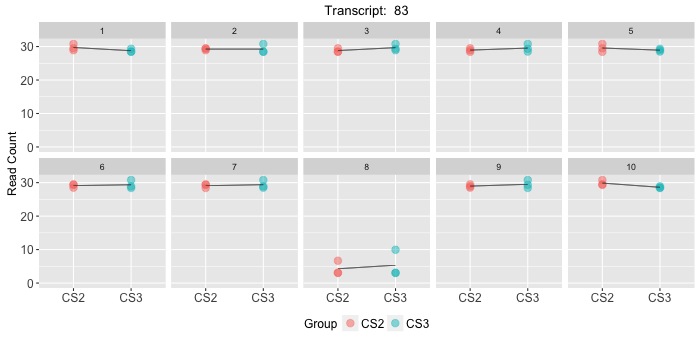 Transcript:  83
1 2 3 4 5
30
20
10
0
6 7 8 9 10
30
20
10
0
Read Count
CS2 CS3 CS2 CS3 CS2 CS3 CS2 CS3 CS2 CS3
Group CS2 CS3